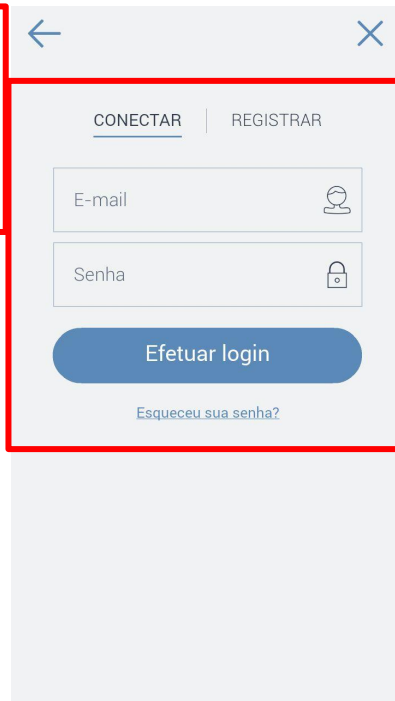 CONECTAR
REGISTRAR
E-mail
Senha
Efetuar login
Esqueceu sua senha?